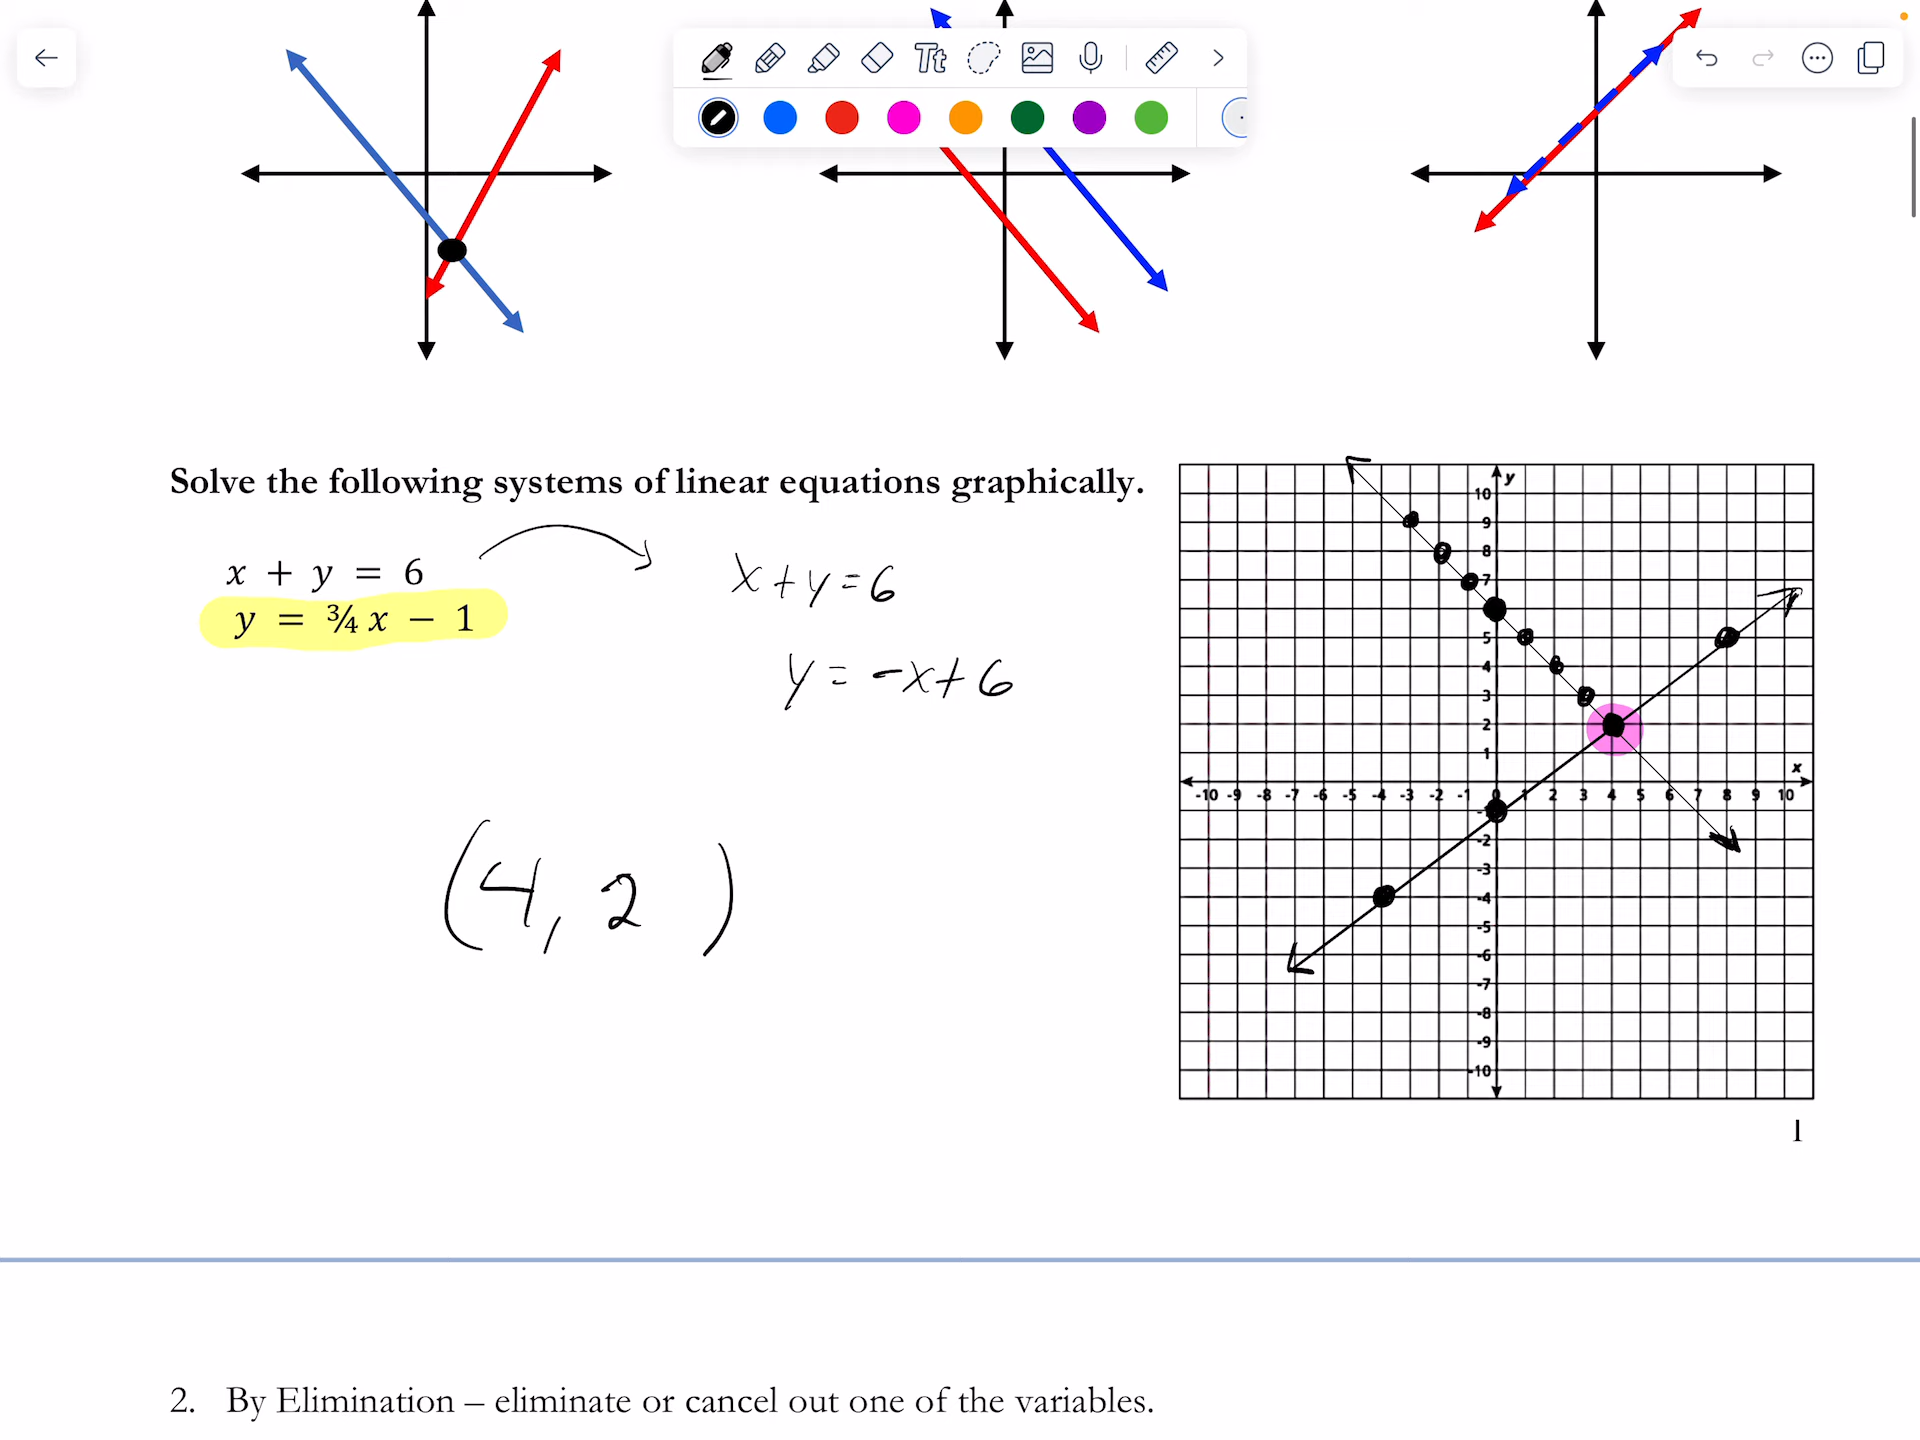 Tt
Solve the following systems of linear equations graphically.
x + y = 6
y = ¾ x − 1
x + y = 6
y = -x + 6
(4, 2)
y
10
9
8
7
5
4
3
2
1
x
-10 -9 -8 -7 -6 -5 -4 -3 -2 -1 0 2 3 4 5 6 7 8 9 10
-2
-3
-4
-5
-6
-7
-8
-9
-10
1
2. By Elimination – eliminate or cancel out one of the variables.